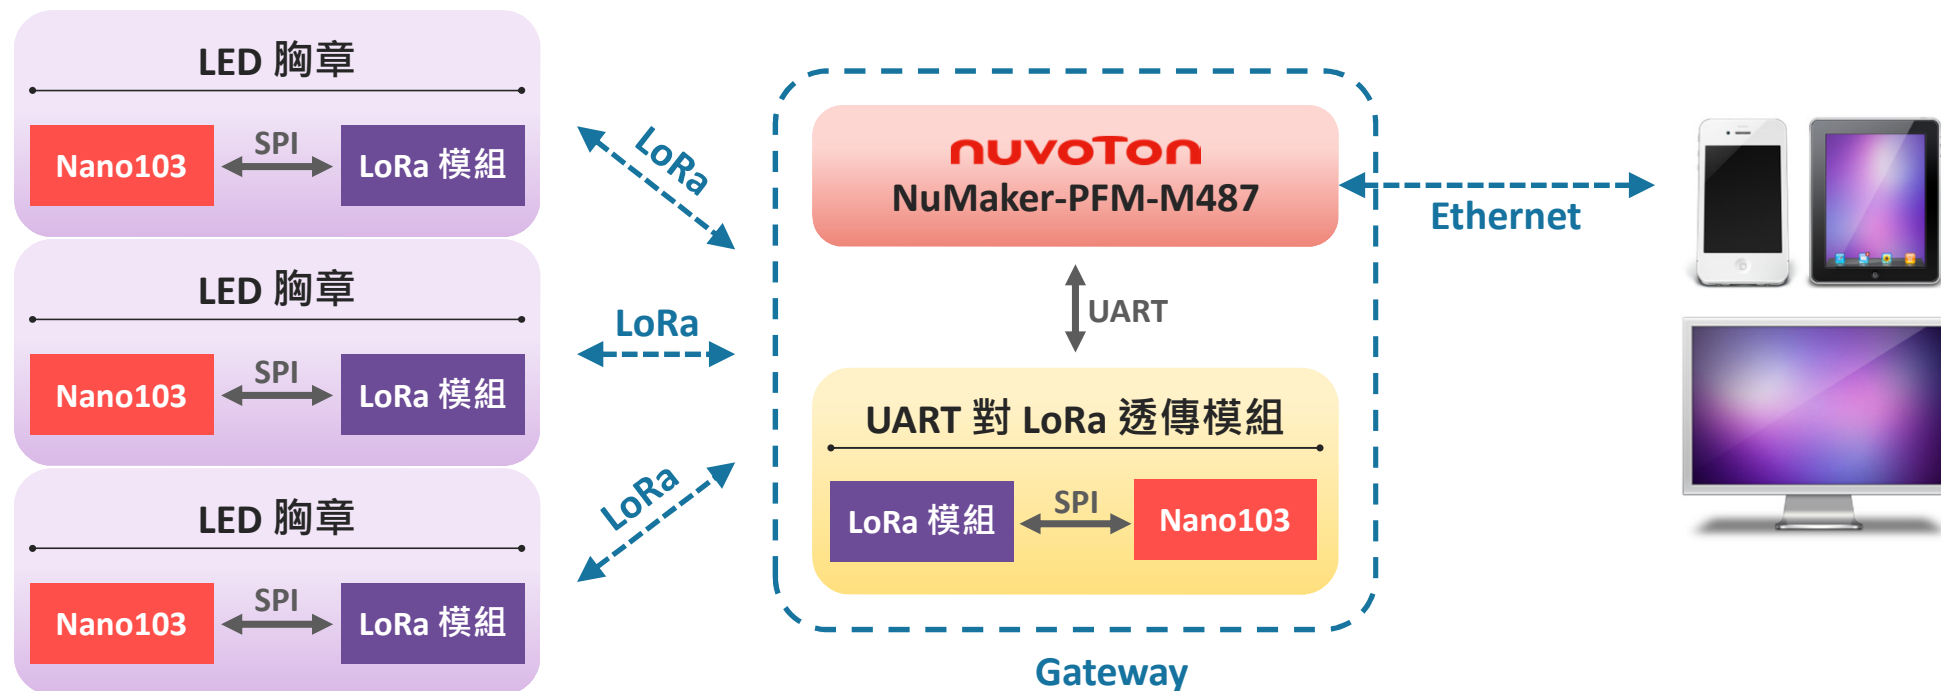 LED 胸章
Nano103
SPI
LoRa 模組
LED 胸章
Nano103
SPI
LoRa 模組
LED 胸章
Nano103
SPI
LoRa 模組
LoRa
LoRa
LoRa
nuvoTon
NuMaker-PFM-M487
UART
UART 對 LoRa 透傳模組
LoRa 模組
SPI
Nano103
Gateway
Ethernet